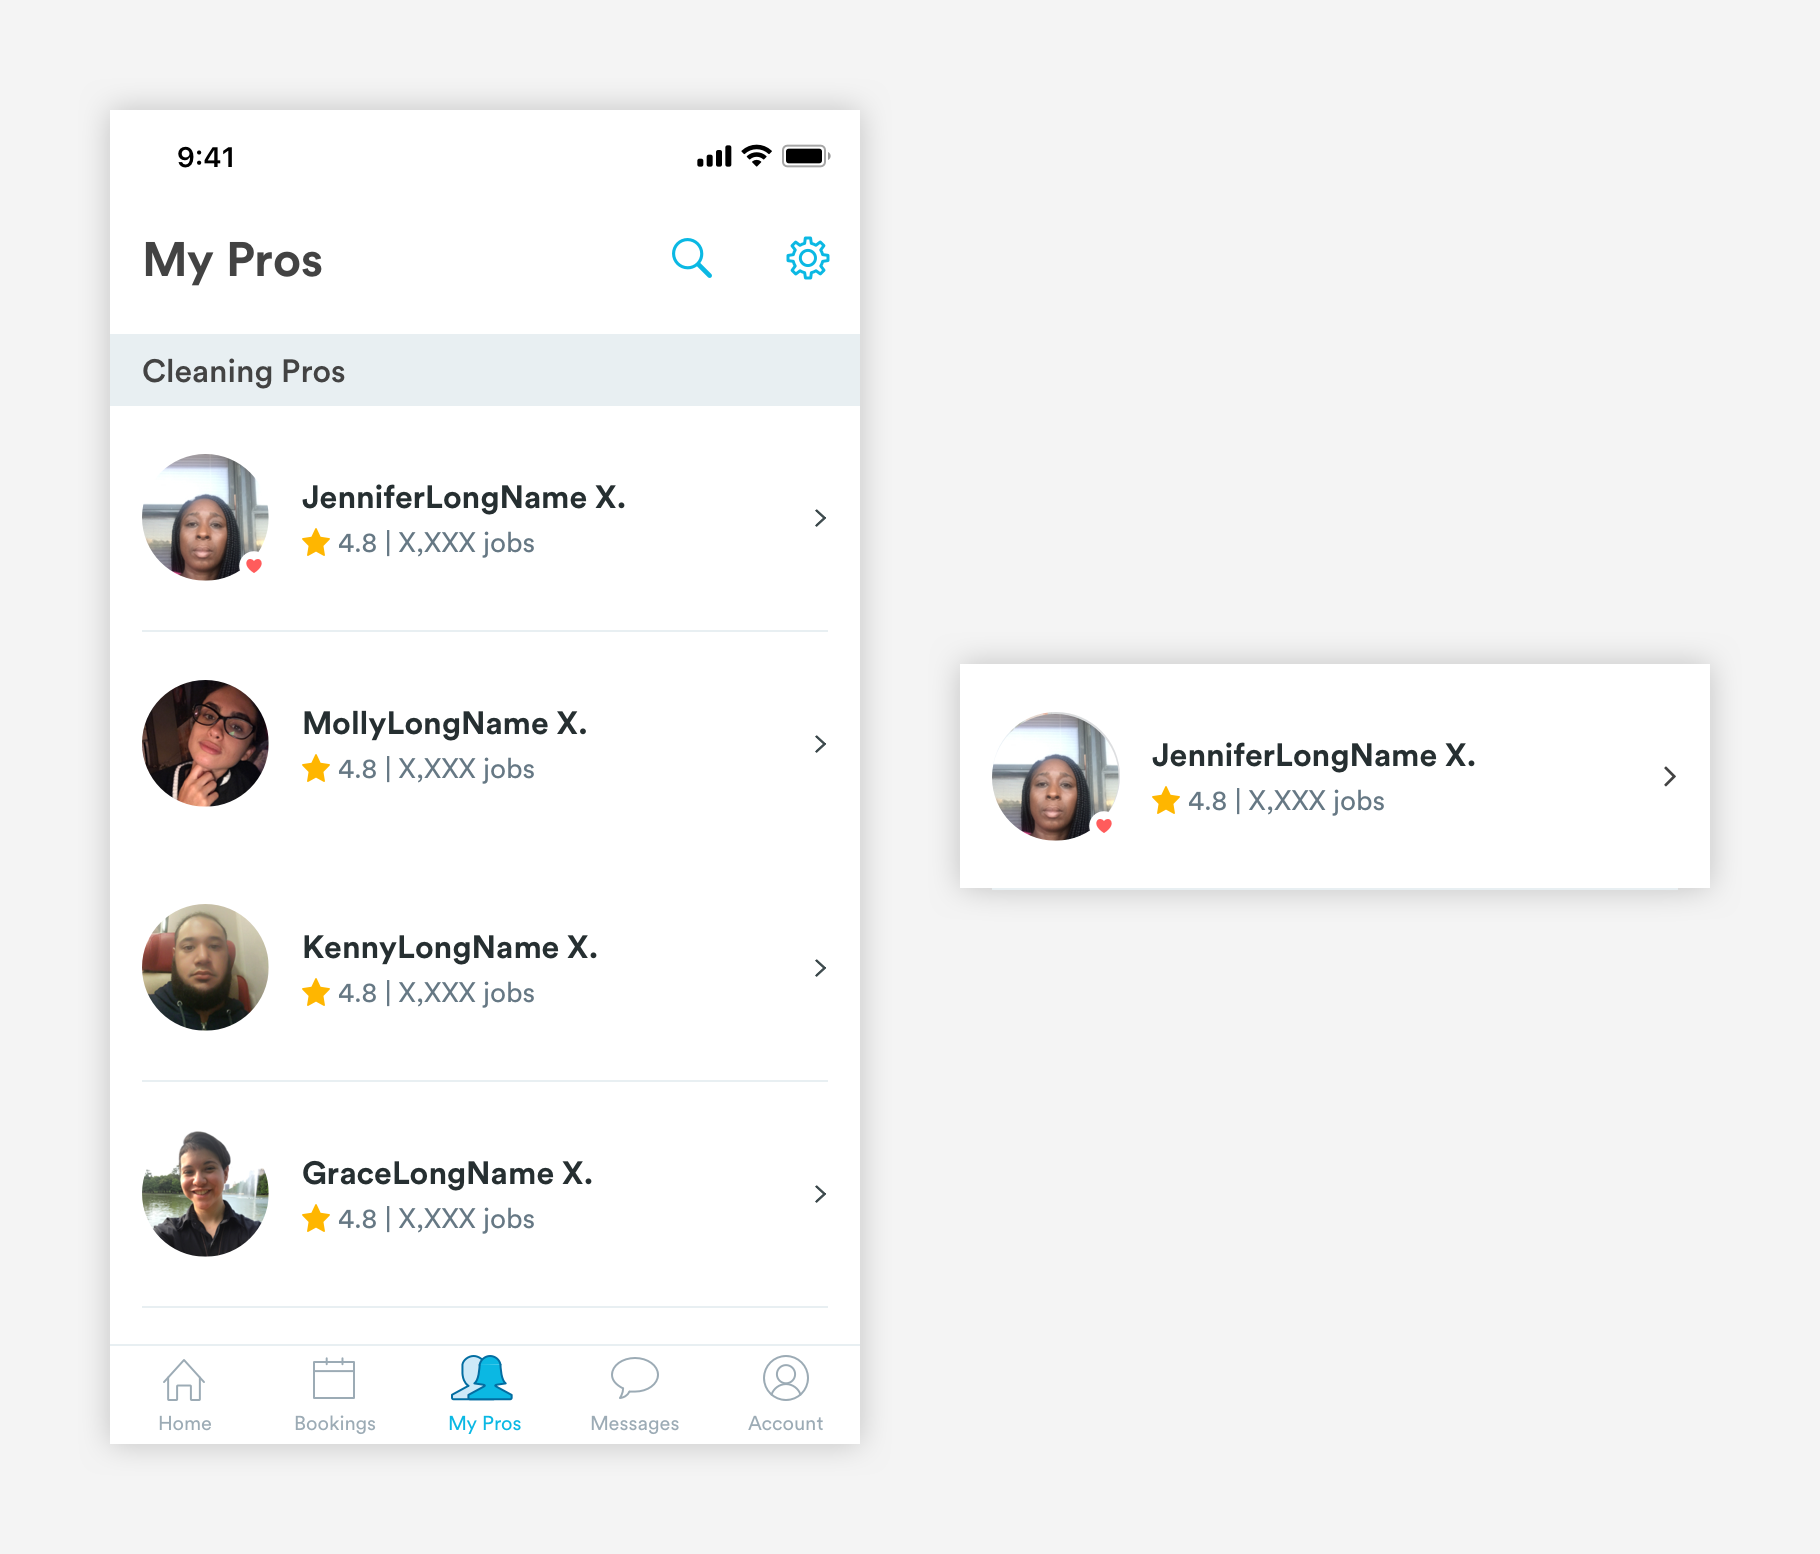 9:41
My Pros
Cleaning Pros
JenniferLongName X.
4.8 | X,XXX jobs
MollyLongName X.
4.8 | X,XXX jobs
KennyLongName X.
4.8 | X,XXX jobs
GraceLongName X.
4.8 | X,XXX jobs
Home Bookings My Pros Messages Account
JenniferLongName X.
4.8 | X,XXX jobs